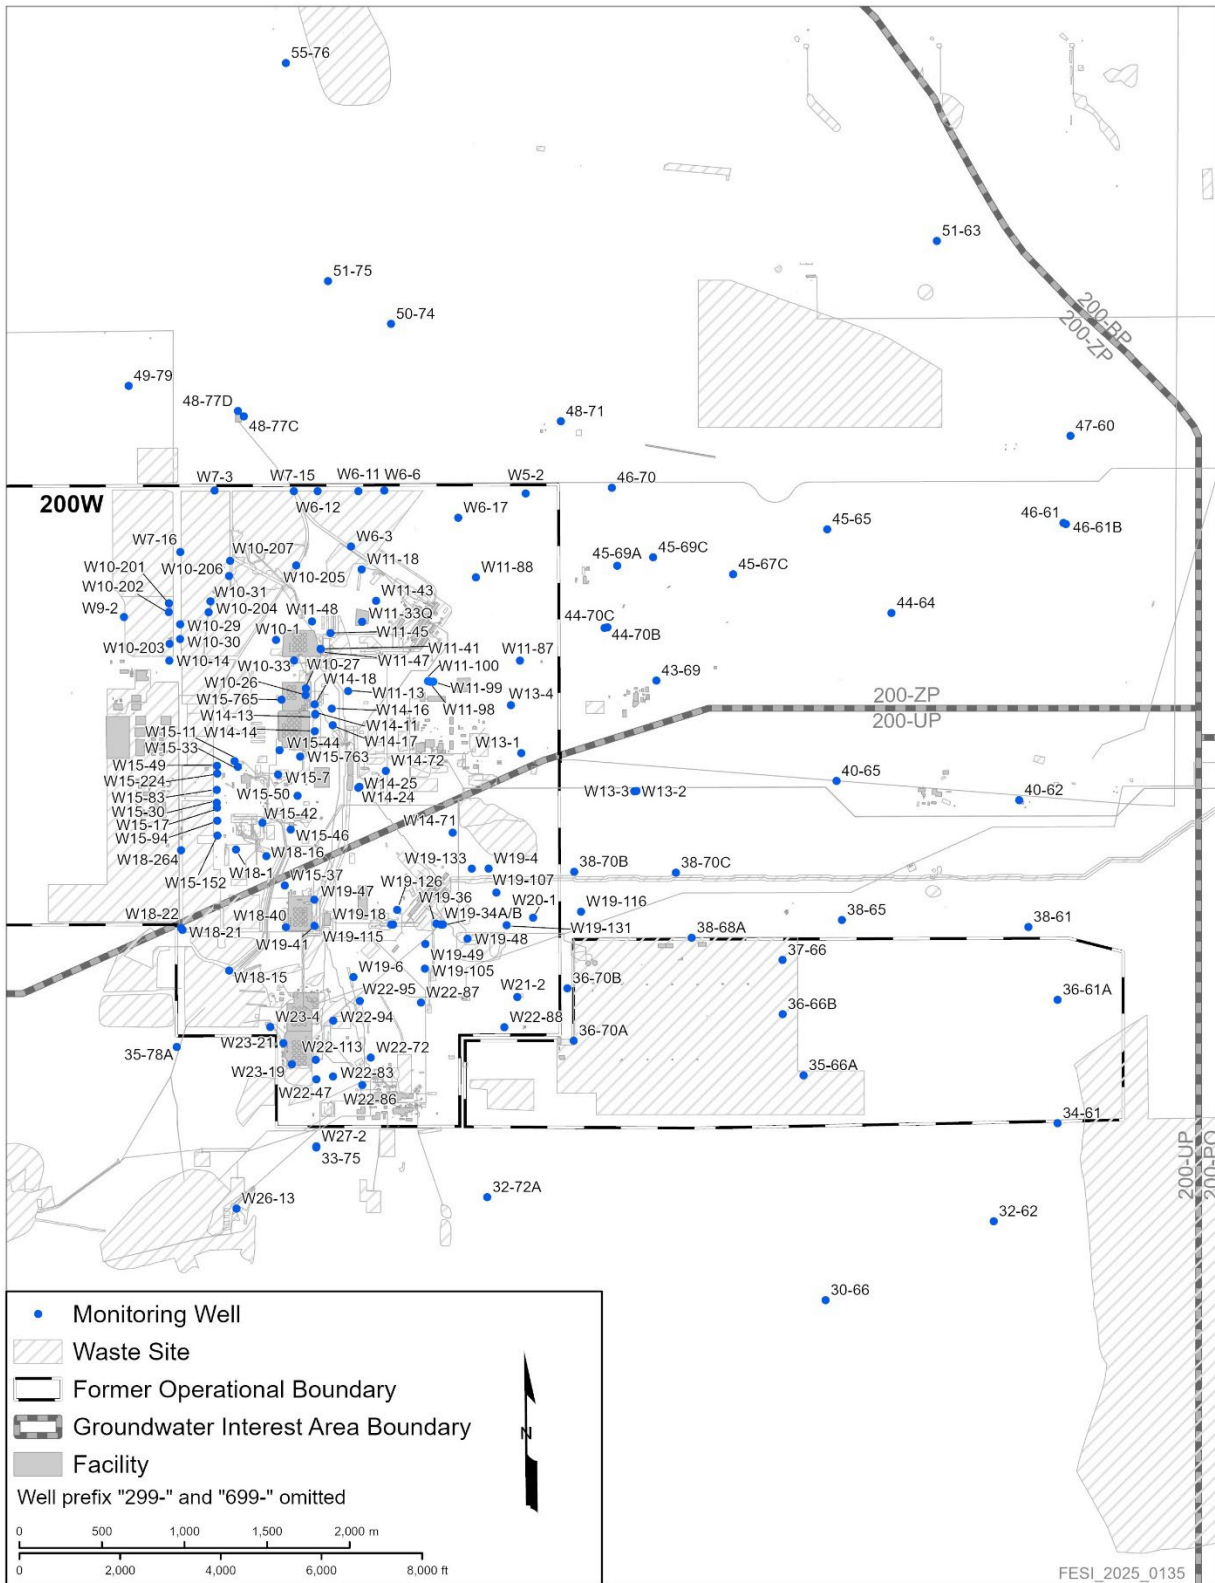 55-76
51-63
51-75
50-74
200-BP
200-ZP
49-79
48-77D
48-77C
48-71
47-60
W7-3
W7-15
W6-11
W6-6
W5-2
46-70
200W
W6-12
W6-17
45-65
46-61
46-61B
W7-16
W10-207
W6-3
W10-201
W10-206
W10-205
W11-18
W11-88
45-69A
45-69C
45-67C
W10-202
W10-31
W11-43
W9-2
W10-204
W11-48
W11-33Q
44-70C
44-70B
44-64
W10-29
W10-1
W11-45
W10-203
W10-30
W11-41
W11-47
W11-87
W10-14
W10-33
W10-27
W11-100
43-69
W10-26
W14-18
W11-13
W11-99
W15-765
W13-4
200-ZP
W14-13
W14-16
W11-98
W15-11
W14-14
W14-11
200-UP
W15-33
W15-44
W14-17
W13-1
W15-49
W15-763
W14-72
W15-224
W15-7
W14-25
40-65
W15-83
W15-50
W14-24
W13-3
W13-2
40-62
W15-30
W15-42
W15-17
W15-46
W14-71
W15-94
W18-264
W18-16
W19-133
W19-4
38-70B
38-70C
W15-152
W18-1
W15-37
W19-126
W19-107
W19-47
W19-36
W20-1
W19-116
W18-22
W18-40
W19-18
W19-34A/B
38-65
38-61
W18-21
W19-41
W19-115
W19-131
W19-48
38-68A
W19-49
37-66
W18-15
W19-6
W19-105
W22-95
W22-87
W21-2
36-70B
36-61A
W23-4
W22-94
W22-88
36-66B
W23-21
W22-113
W22-72
36-70A
35-78A
W23-19
W22-83
35-66A
W22-47
W22-86
34-61
W27-2
33-75
200-UP
200-PO
W26-13
32-72A
32-62
30-66
Monitoring Well
Waste Site
Former Operational Boundary
Groundwater Interest Area Boundary
Facility
N
Well prefix "299-" and "699-" omitted
0 500 1,000 1,500 2,000 m
0 2,000 4,000 6,000 8,000 ft
FESI_2025_0135